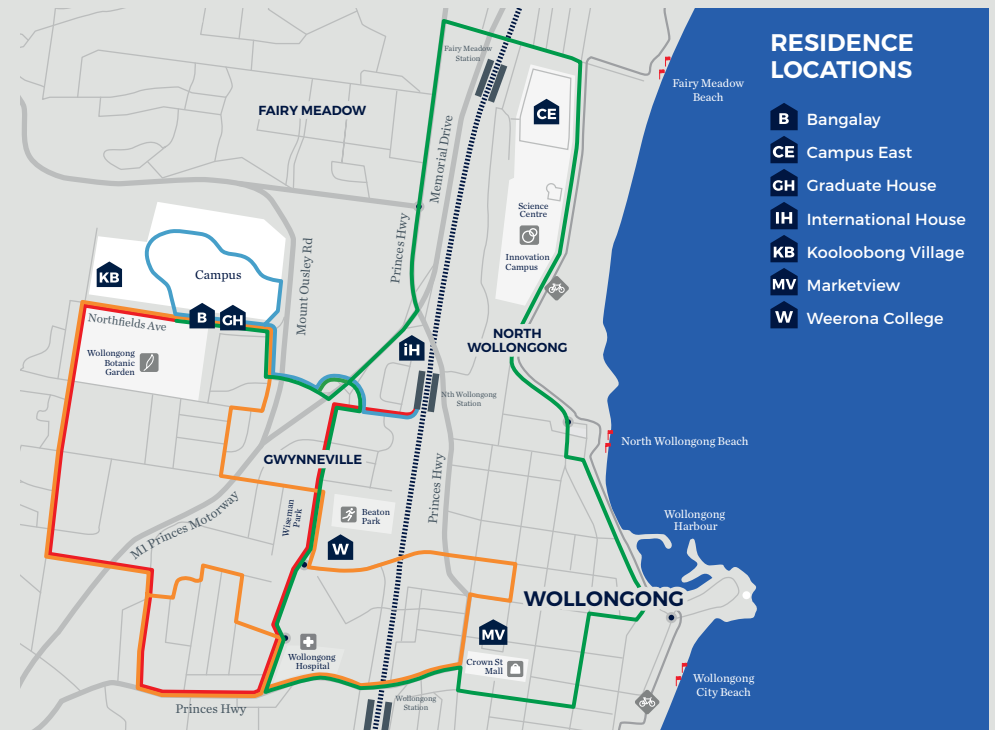 RESIDENCE
LOCATIONS
B Bangalay
CE Campus East
GH Graduate House
IH International House
KB Kooloobong Village
MV Marketview
W Weerona College
Fairy Meadow
Station
Fairy Meadow
Beach
FAIRY MEADOW
CE
Memorial Drive
Science
Centre
Innovation
Campus
Princes Hwy
Mount Ousley Rd
Campus
KB
B
GH
Northfields Ave
Wollongong
Botanic
Garden
iH
NORTH
WOLLONGONG
Nth Wollongong
Station
North Wollongong Beach
GWYNNEVILLE
Princes Hwy
M1 Princes Motorway
Wiseman
Park
Beaton
Park
W
Wollongong
Harbour
WOLLONGONG
MV
Wollongong
Hospital
Crown St
Mall
Wollongong
City Beach
Wollongong
Station
Princes Hwy